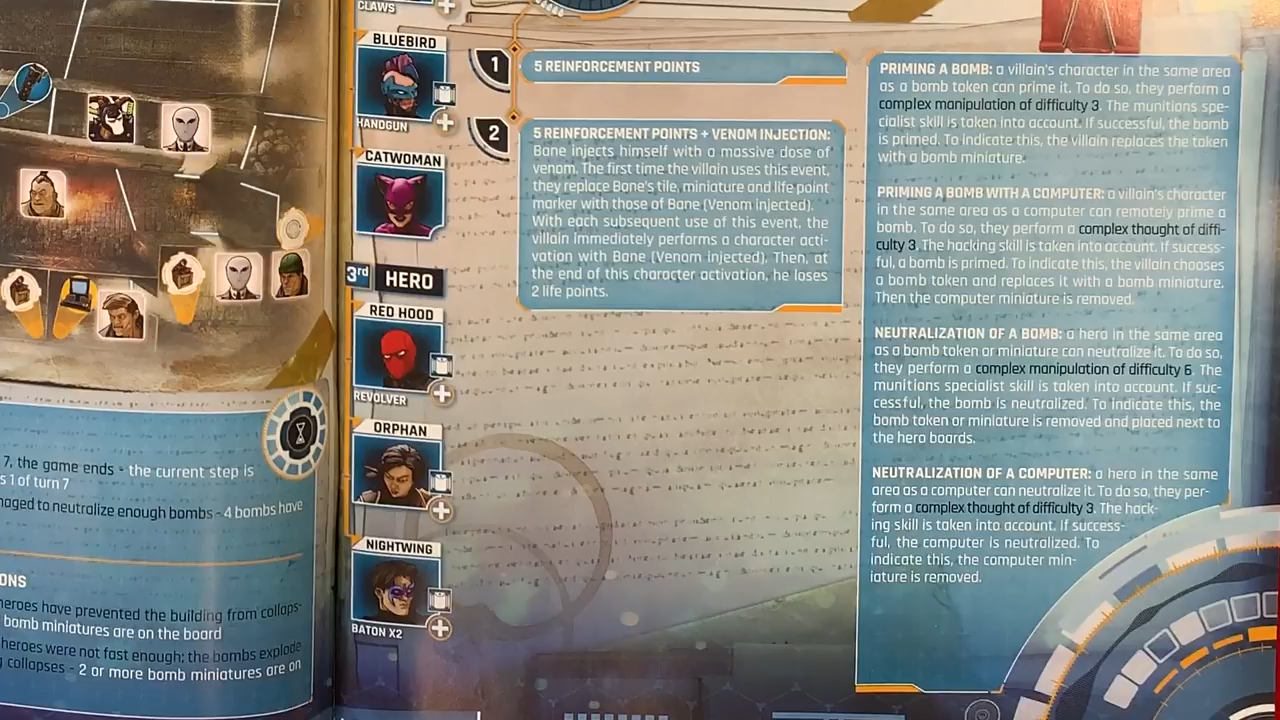 7, the game ends - the current step is
s 1 of turn 7
naged to neutralize enough bombs - 4 bombs have
ONS
heroes have prevented the building from collaps-
bomb miniatures are on the board
heroes were not fast enough; the bombs explode
collapses - 2 or more bomb miniatures are on
CLAWS
BLUEBIRD
HANDGUN
CATWOMAN
3rd HERO
RED HOOD
REVOLVER
ORPHAN
NIGHTWING
BATON X2
1
5 REINFORCEMENT POINTS
2
5 REINFORCEMENT POINTS + VENOM INJECTION:
Bane injects himself with a massive dose of
venom. The first time the villain uses this event,
they replace Bane's tile, miniature and life point
marker with those of Bane (Venom injected).
With each subsequent use of this event, the
villain immediately performs a character acti-
vation with Bane (Venom injected). Then, at
the end of this character activation, he loses
2 life points.
PRIMING A BOMB: a villain's character in the same area
as a bomb token can prime it. To do so, they perform a
complex manipulation of difficulty 3. The munitions spe-
cialist skill is taken into account. If successful, the bomb
is primed. To indicate this, the villain replaces the token
with a bomb miniature.
PRIMING A BOMB WITH A COMPUTER: a villain's character
in the same area as a computer can remotely prime a
bomb. To do so, they perform a complex thought of diffi-
culty 3. The hacking skill is taken into account. If success-
ful, a bomb is primed. To indicate this, the villain chooses
a bomb token and replaces it with a bomb miniature.
Then the computer miniature is removed.
NEUTRALIZATION OF A BOMB: a hero in the same area
as a bomb token or miniature can neutralize it. To do so,
they perform a complex manipulation of difficulty 6. The
munitions specialist skill is taken into account. If suc-
cessful, the bomb is neutralized. To indicate this, the
bomb token or miniature is removed and placed next to
the hero boards.
NEUTRALIZATION OF A COMPUTER: a hero in the same
area as a computer can neutralize it. To do so, they per-
form a complex thought of difficulty 3. The hack-
ing skill is taken into account. If success-
ful, the computer is neutralized. To
indicate this, the computer min-
iature is removed.